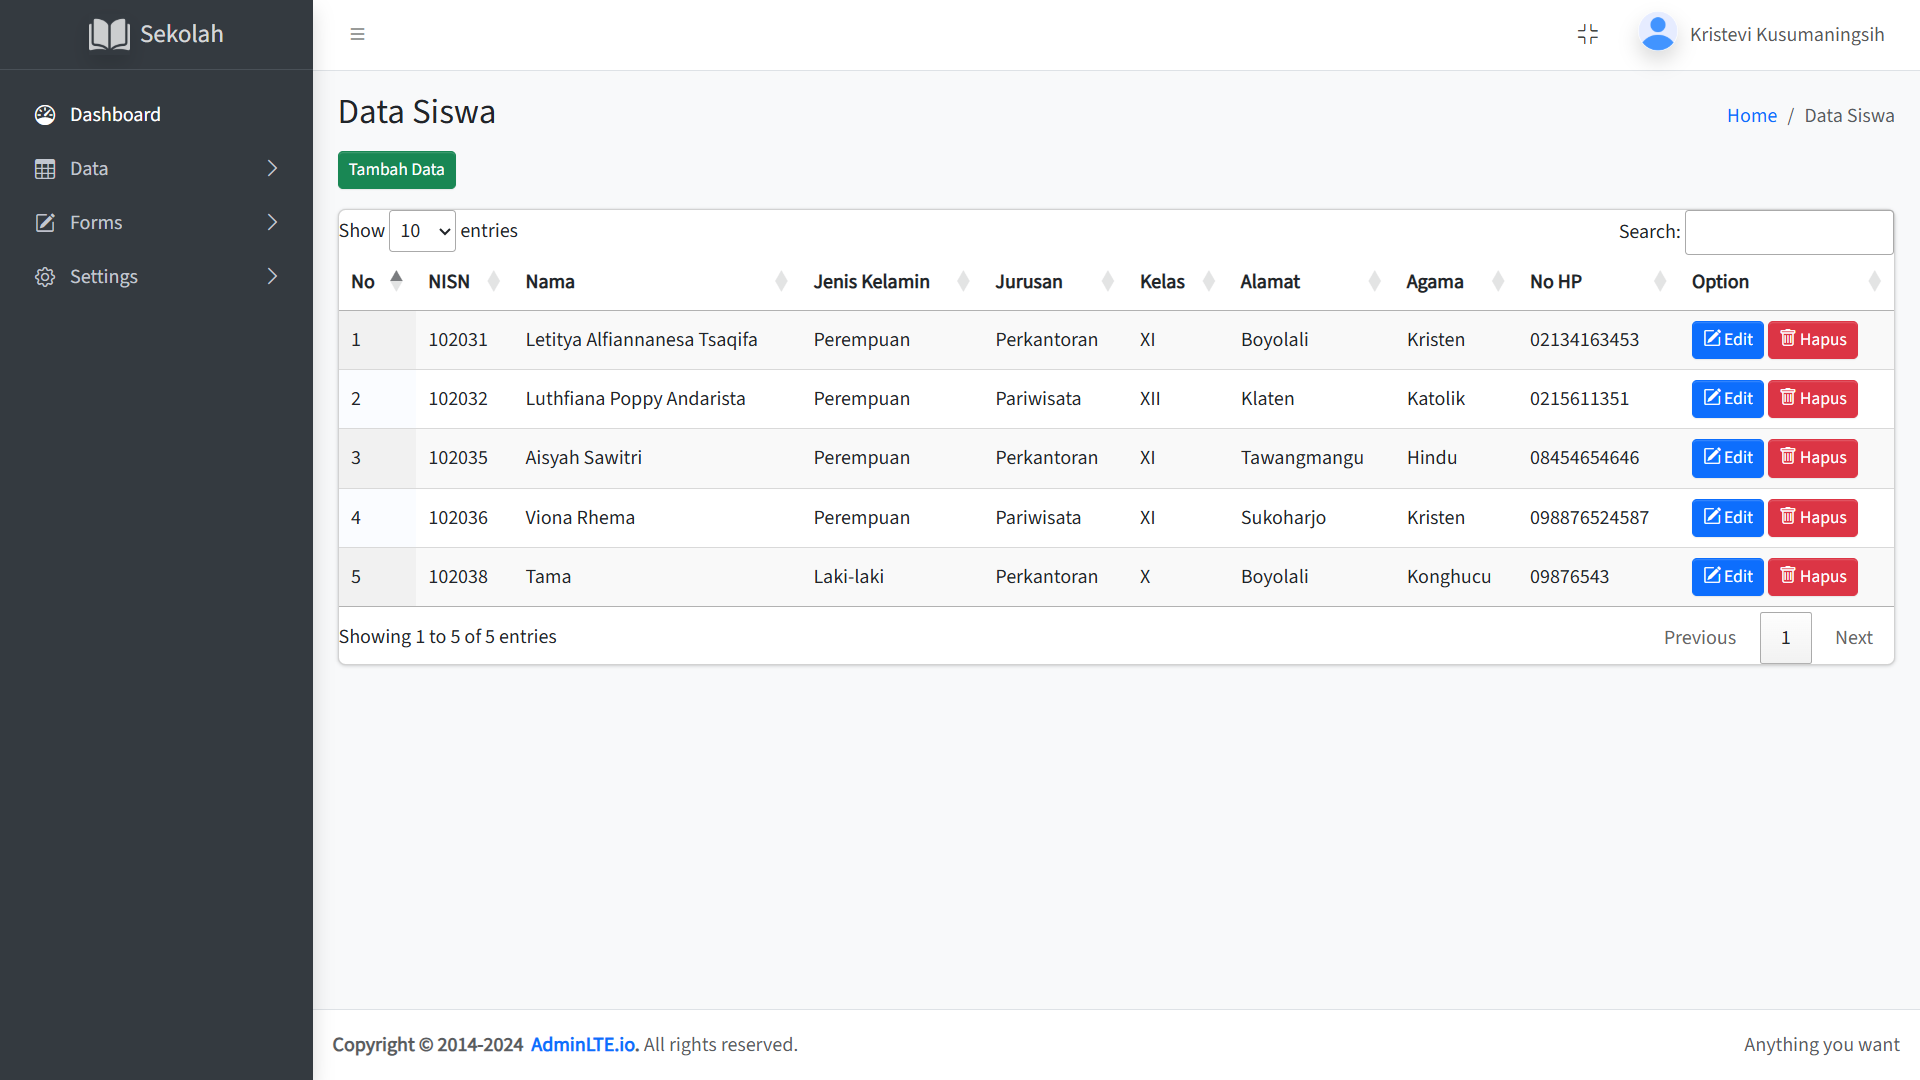 Sekolah
Kristevi Kusumaningsih
Dashboard
Data
Forms
Settings
Data Siswa
Home / Data Siswa
Tambah Data
Show 10 entries
Search:
No NISN Nama Jenis Kelamin Jurusan Kelas Alamat Agama No HP Option
1 102031 Letitya Alfiannanesa Tsaqifa Perempuan Perkantoran XI Boyolali Kristen 02134163453 Edit Hapus
2 102032 Luthfiana Poppy Andarista Perempuan Pariwisata XII Klaten Katolik 0215611351 Edit Hapus
3 102035 Aisyah Sawitri Perempuan Perkantoran XI Tawangmangu Hindu 08454654646 Edit Hapus
4 102036 Viona Rhema Perempuan Pariwisata XI Sukoharjo Kristen 098876524587 Edit Hapus
5 102038 Tama Laki-laki Perkantoran X Boyolali Konghucu 09876543 Edit Hapus
Showing 1 to 5 of 5 entries
Previous 1 Next
Copyright © 2014-2024 AdminLTE.io. All rights reserved.
Anything you want